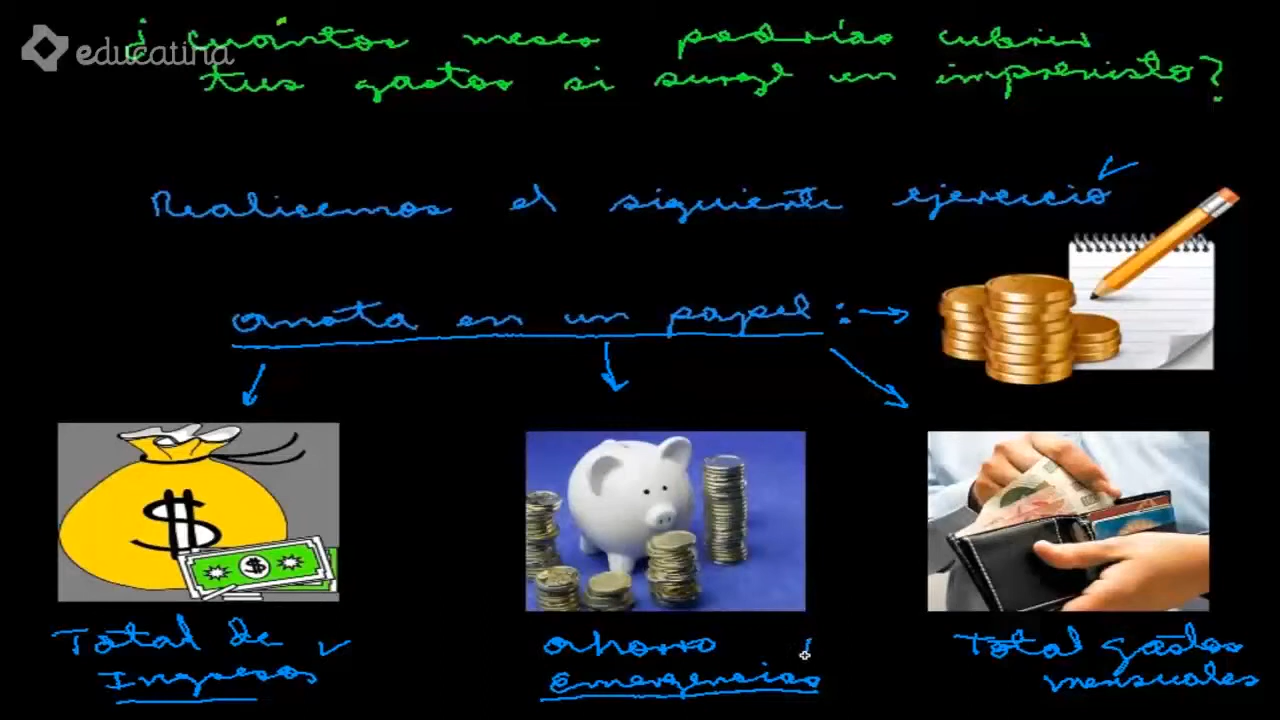 educatina
¿cuántos meses podrías cubrir
tus gastos si surge un imprevisto?
Realicemos el siguiente ejercicio
anota en un papel:
Total de
Ingresos
ahorro
Emergencias
Total gastos
mensuales